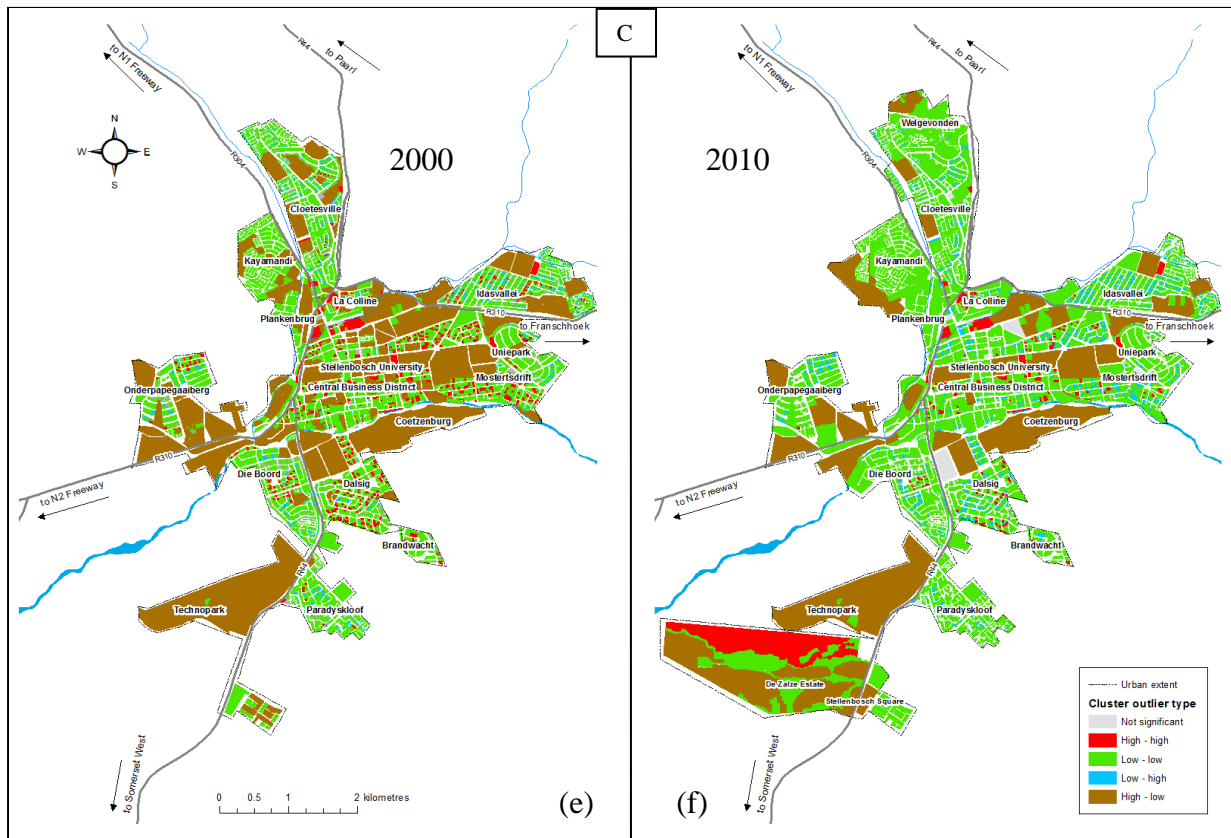 C
to N1 Freeway
R44
to Paarl
N
W E
S
R304
2000
Cloetesville
Kayamandi
La Colline
Idasvallei
R310
Plankenbrug
to Franschhoek
Uniepark
Stellenbosch University
Mostertsdrift
Central Business District
Onderpapegaaiberg
Coetzenburg
R310
Die Boord
Dalsig
to N2 Freeway
Brandwacht
R44
Technopark
Paradyskloof
to Somerset West
0 0.5 1 2 kilometres
(e)
to N1 Freeway
R44
to Paarl
Welgevonden
R304
2010
Cloetesville
Kayamandi
La Colline
Idasvallei
R310
Plankenbrug
to Franschhoek
Uniepark
Stellenbosch University
Mostertsdrift
Central Business District
Onderpapegaaiberg
Coetzenburg
R310
Die Boord
Dalsig
to N2 Freeway
Brandwacht
R44
Technopark
Paradyskloof
De Zalze Estate
Stellenbosch Square
to Somerset West
(f)
Urban extent
Cluster outlier type
Not significant
High - high
Low - low
Low - high
High - low